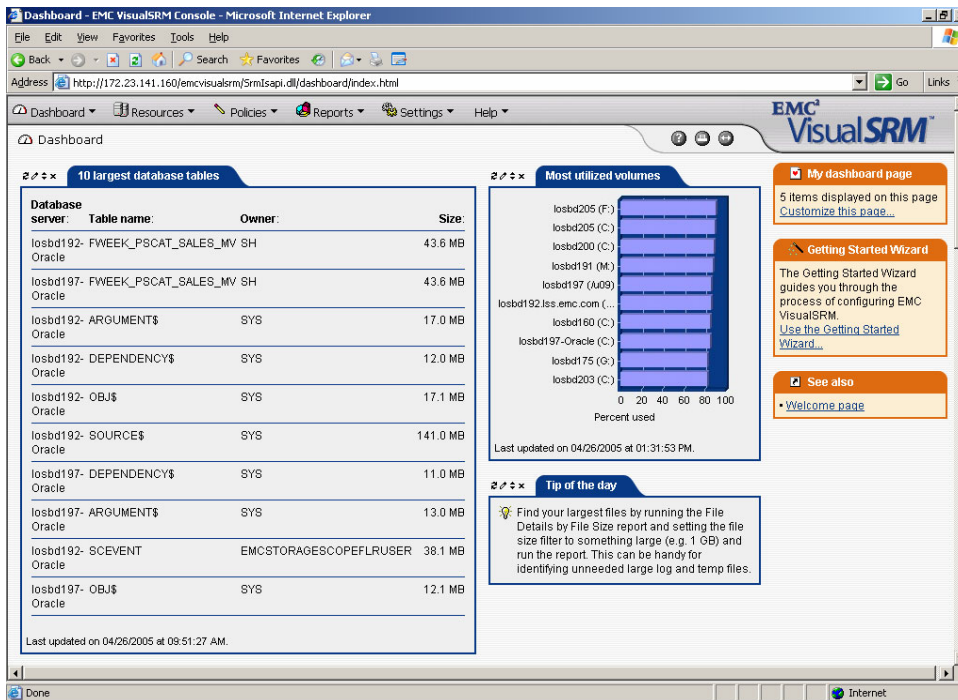 Dashboard - EMC VisualSRM Console - Microsoft Internet Explorer
File Edit View Favorites Tools Help
Back Search Favorites
Address http://172.23.141.160/emcvisualsrm/SrmIsapi.dll/dashboard/index.html Go Links
Dashboard Resources Policies Reports Settings Help
EMC²
VisualSRM™
Dashboard
10 largest database tables
Database
server: Table name: Owner: Size:
losbd192- FWEEK_PSCAT_SALES_MV SH 43.6 MB
Oracle
losbd197- FWEEK_PSCAT_SALES_MV SH 43.6 MB
Oracle
losbd192- ARGUMENT$ SYS 17.0 MB
Oracle
losbd192- DEPENDENCY$ SYS 12.0 MB
Oracle
losbd192- OBJ$ SYS 17.1 MB
Oracle
losbd192- SOURCE$ SYS 141.0 MB
Oracle
losbd197- DEPENDENCY$ SYS 11.0 MB
Oracle
losbd197- ARGUMENT$ SYS 13.0 MB
Oracle
losbd192- SCEVENT EMCSTORAGESCOPEFLRUSER 38.1 MB
Oracle
losbd197- OBJ$ SYS 12.1 MB
Oracle
Last updated on 04/26/2005 at 09:51:27 AM.
Most utilized volumes
losbd205 (F:)
losbd205 (C:)
losbd200 (C:)
losbd191 (M:)
losbd197 (/u09)
losbd192.lss.emc.com (...
losbd160 (C:)
losbd197-Oracle (C:)
losbd175 (G:)
losbd203 (C:)
0 20 40 60 80 100
Percent used
Last updated on 04/26/2005 at 01:31:53 PM.
Tip of the day
Find your largest files by running the File
Details by File Size report and setting the file
size filter to something large (e.g. 1 GB) and
run the report. This can be handy for
identifying unneeded large log and temp files.
My dashboard page
5 items displayed on this page
Customize this page...
Getting Started Wizard
The Getting Started Wizard
guides you through the
process of configuring EMC
VisualSRM.
Use the Getting Started
Wizard...
See also
• Welcome page
Done Internet